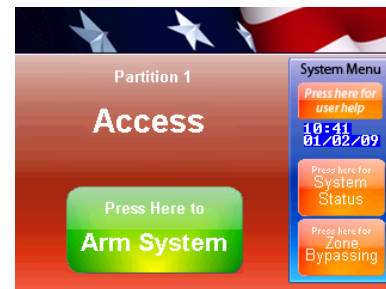 Partition 1
Access
Press Here to
Arm System
System Menu
Press here for
user help
10:41
01/02/09
Press here for
System
Status
Press here for
Zone
Bypassing